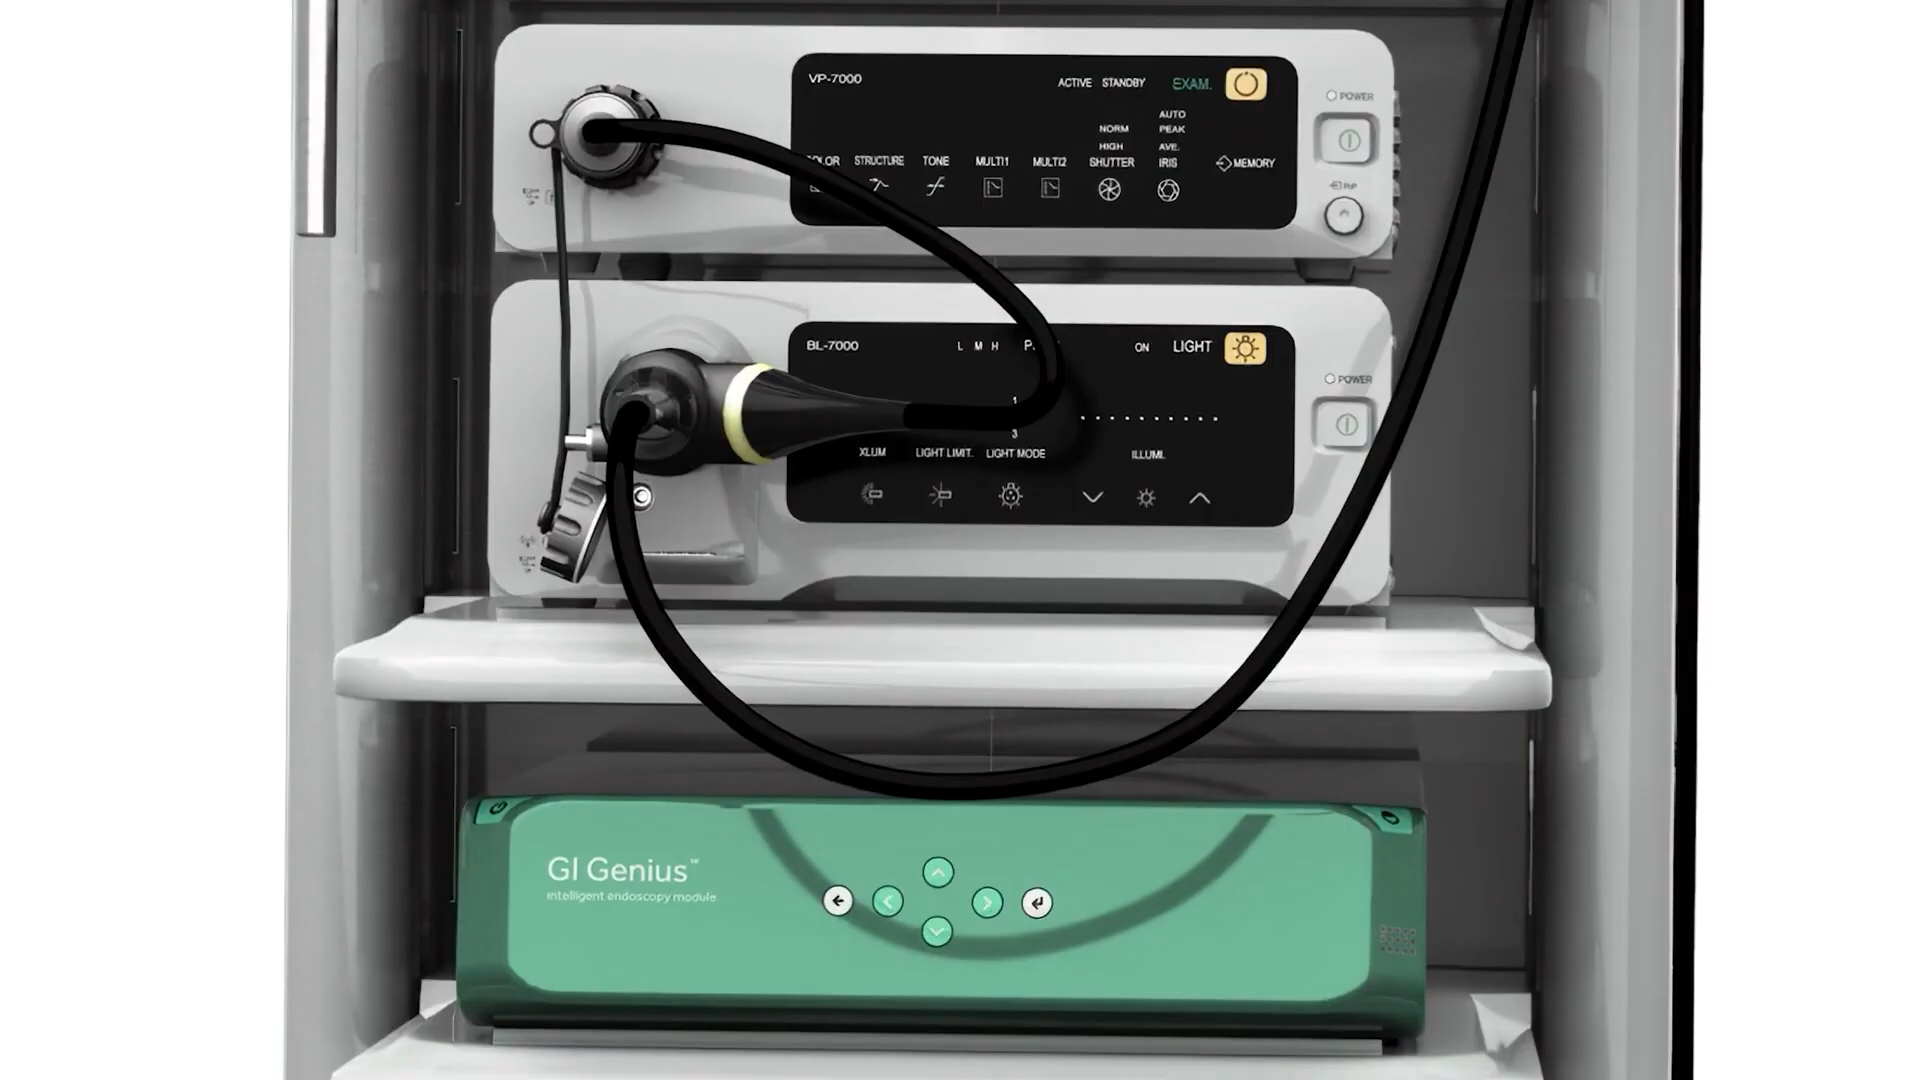 VP-7000
ACTIVE STANDBY EXAM.
POWER
AUTO
NORM PEAK
HIGH AVE.
STRUCTURE TONE MULTI1 MULTI2 SHUTTER IRIS MEMORY
PinP
BL-7000
L M H
ON LIGHT
POWER
1
3
XLUM LIGHT LIMIT. LIGHT MODE ILLUMI.
GI Genius™
intelligent endoscopy module